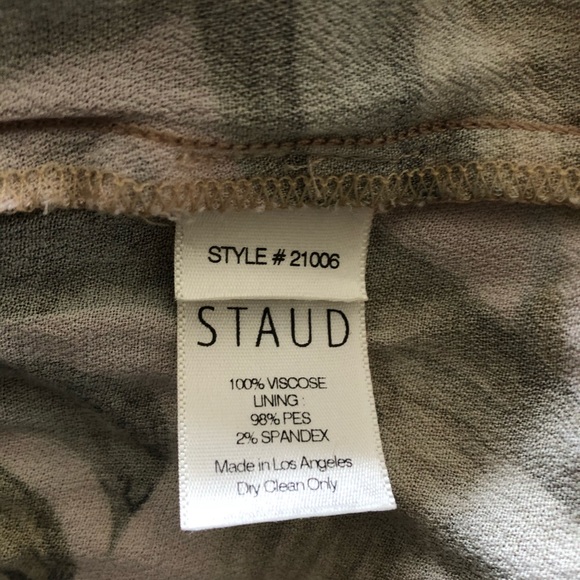 STYLE # 21006
STAUD
100% VISCOSE
LINING :
98% PES
2% SPANDEX
Made in Los Angeles
Dry Clean Only